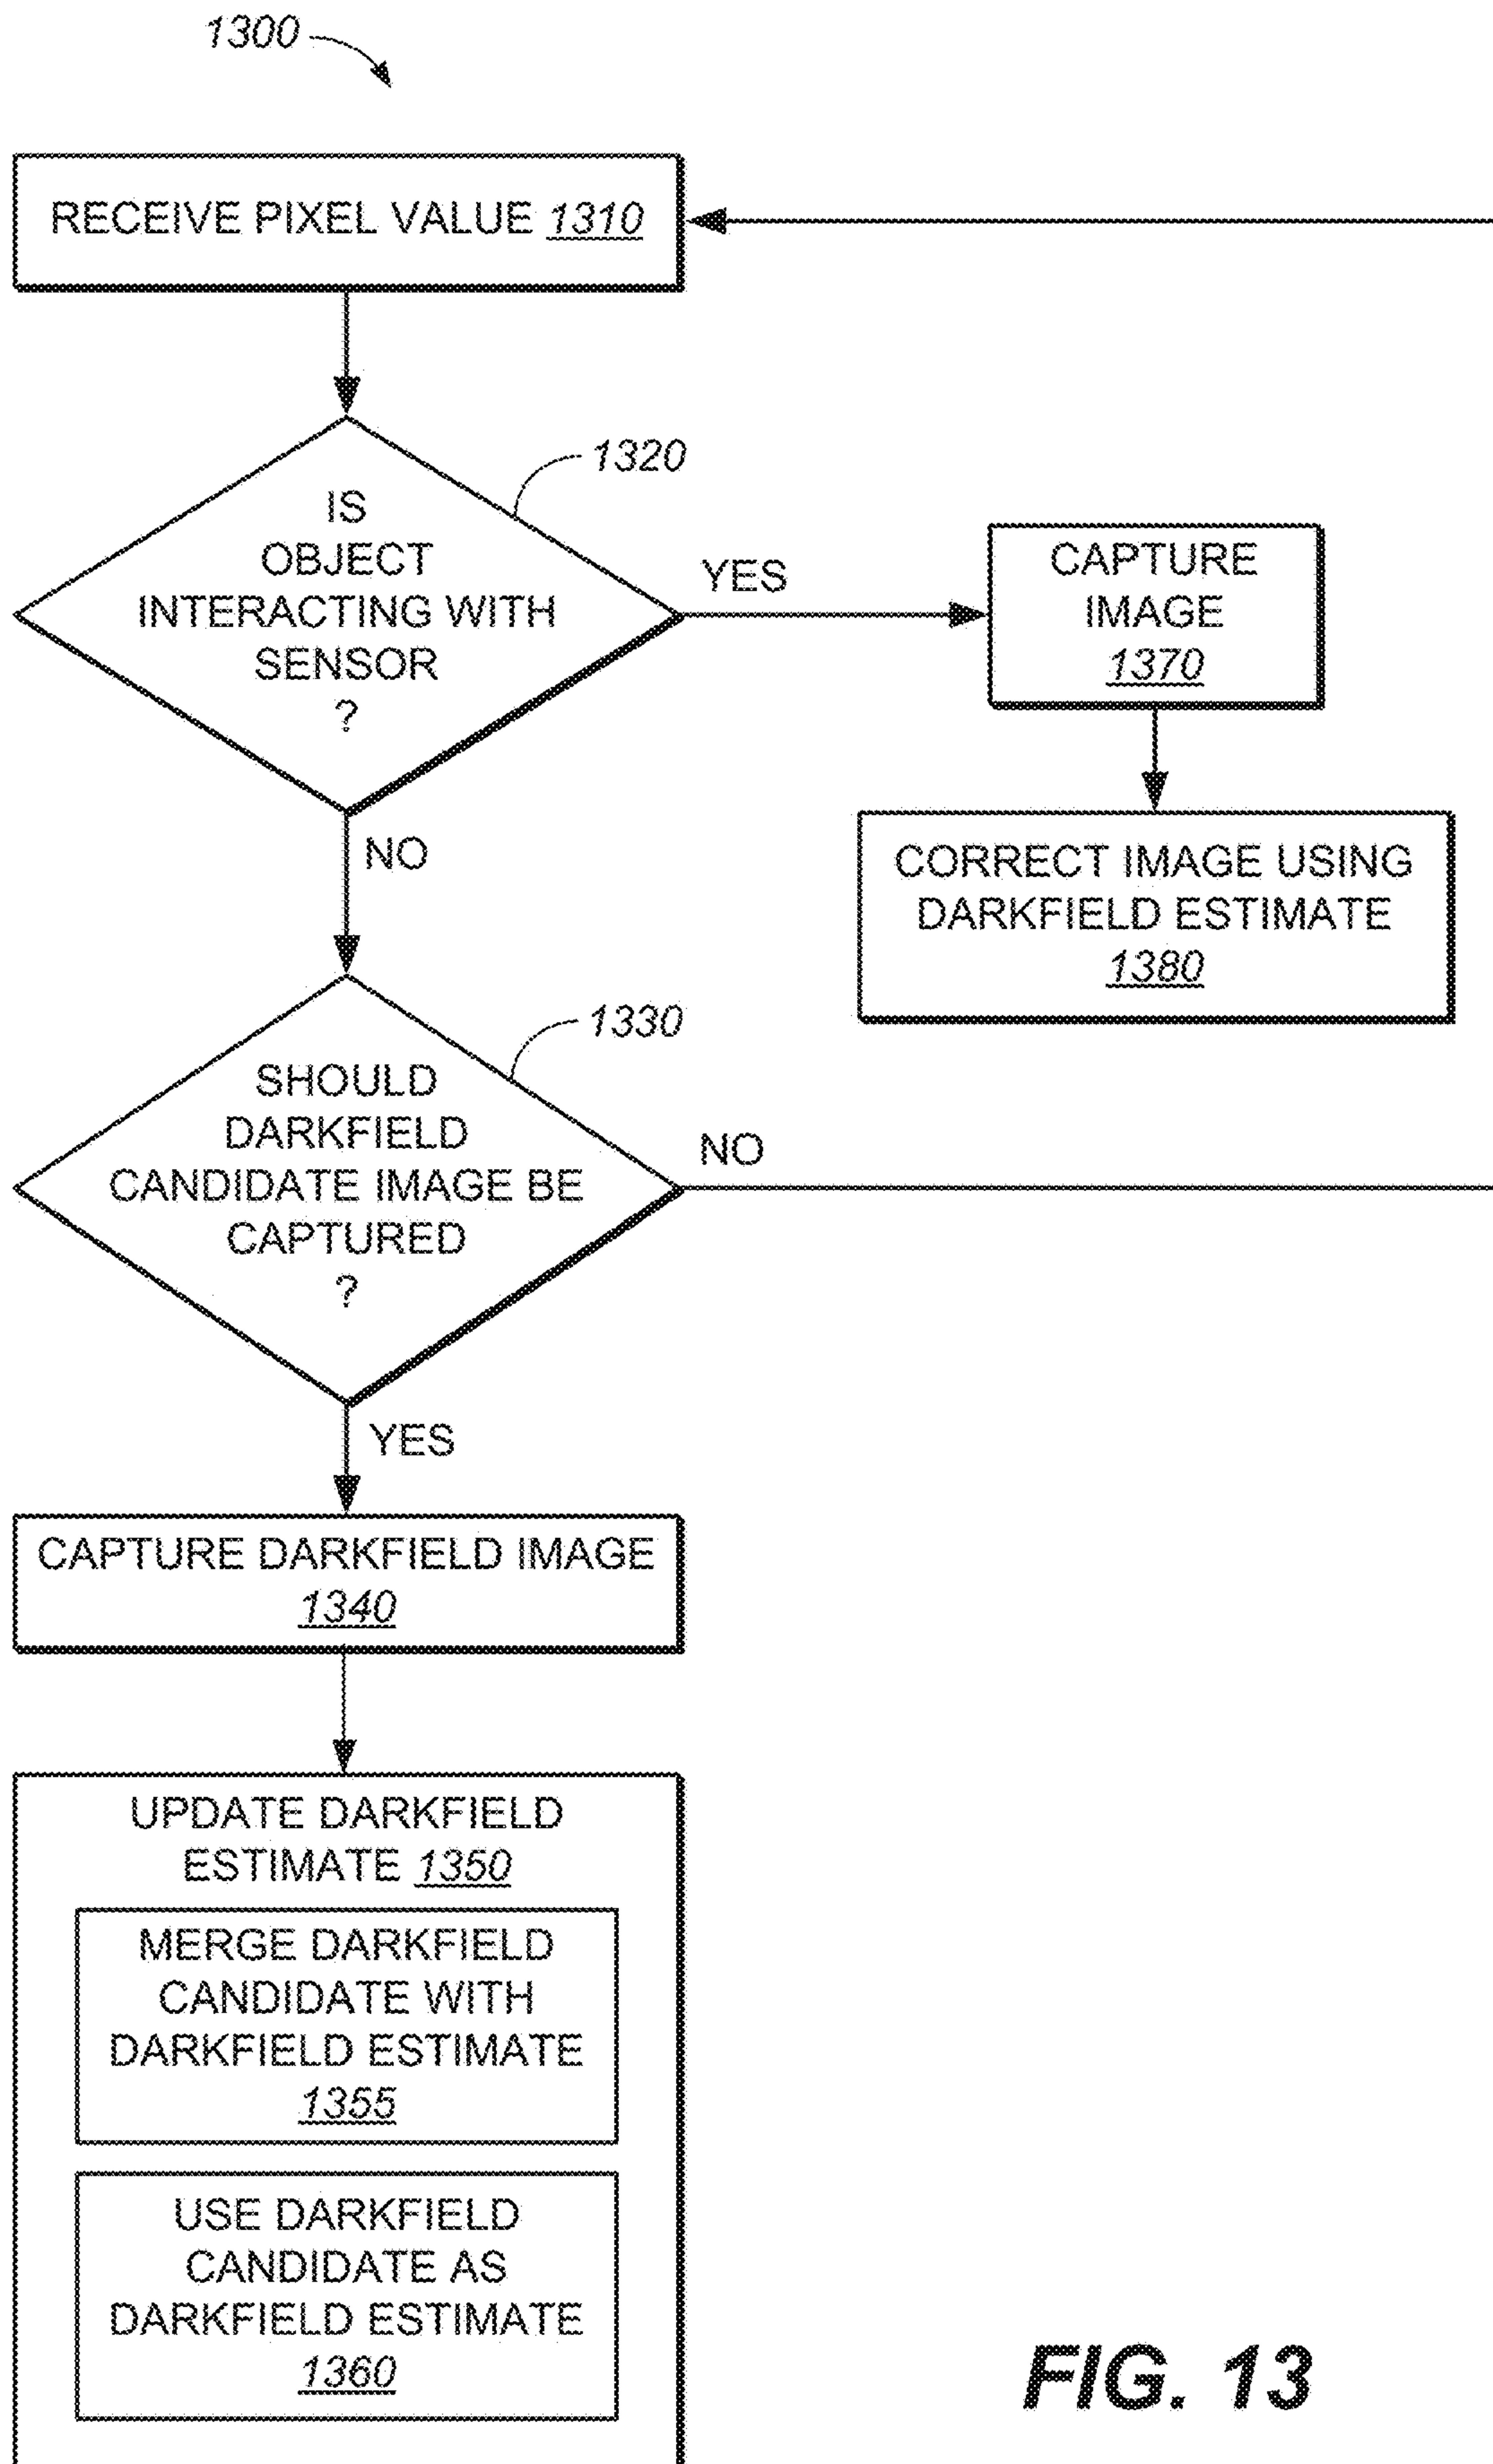 1300
RECEIVE PIXEL VALUE 1310
1320
IS
OBJECT
INTERACTING WITH
SENSOR
?
YES
CAPTURE
IMAGE
1370
NO
CORRECT IMAGE USING
DARKFIELD ESTIMATE
1380
1330
SHOULD
DARKFIELD
CANDIDATE IMAGE BE
CAPTURED
?
NO
YES
CAPTURE DARKFIELD IMAGE
1340
UPDATE DARKFIELD
ESTIMATE 1350
MERGE DARKFIELD
CANDIDATE WITH
DARKFIELD ESTIMATE
1355
USE DARKFIELD
CANDIDATE AS
DARKFIELD ESTIMATE
1360
FIG. 13